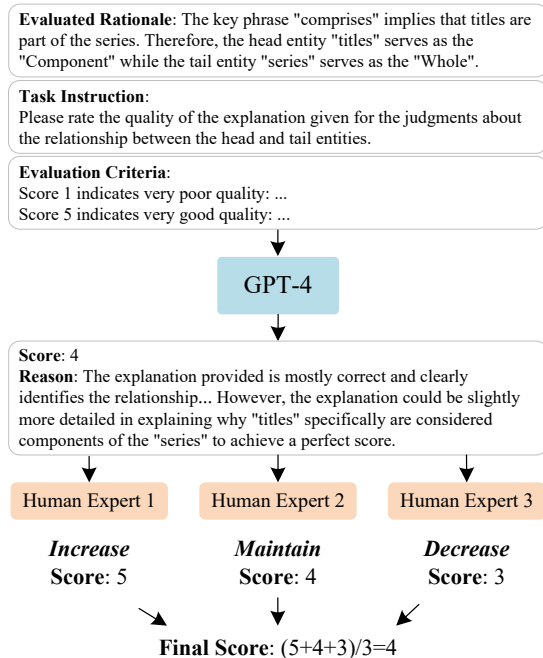 Evaluated Rationale: The key phrase "comprises" implies that titles are
part of the series. Therefore, the head entity "titles" serves as the
"Component" while the tail entity "series" serves as the "Whole".
Task Instruction:
Please rate the quality of the explanation given for the judgments about
the relationship between the head and tail entities.
Evaluation Criteria:
Score 1 indicates very poor quality: ...
Score 5 indicates very good quality: ...
GPT-4
Score: 4
Reason: The explanation provided is mostly correct and clearly
identifies the relationship... However, the explanation could be slightly
more detailed in explaining why "titles" specifically are considered
components of the "series" to achieve a perfect score.
Human Expert 1 Human Expert 2 Human Expert 3
Increase Maintain Decrease
Score: 5 Score: 4 Score: 3
Final Score: (5+4+3)/3=4